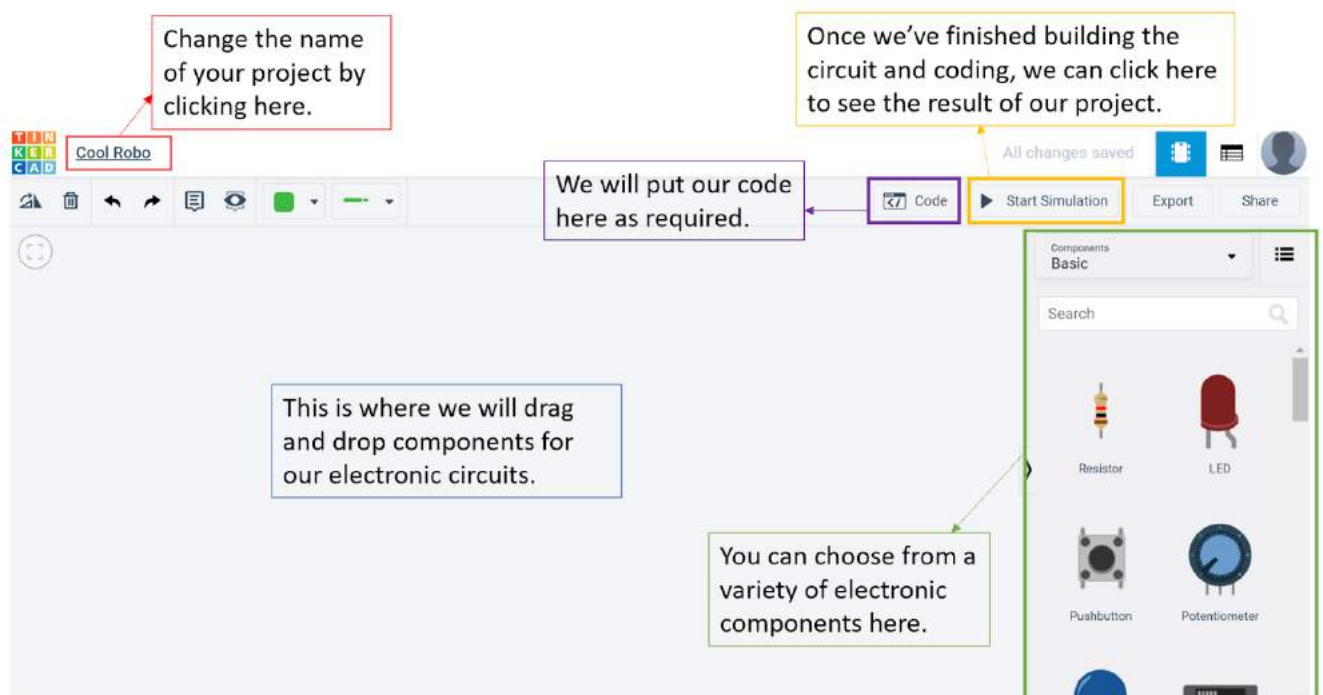 Change the name
of your project by
clicking here.
Once we’ve finished building the
circuit and coding, we can click here
to see the result of our project.
TIN
KER
CAD
Cool Robo
All changes saved
We will put our code
here as required.
Code
Start Simulation
Export
Share
Components
Basic
Search
This is where we will drag
and drop components for
our electronic circuits.
Resistor
LED
You can choose from a
variety of electronic
components here.
Pushbutton
Potentiometer